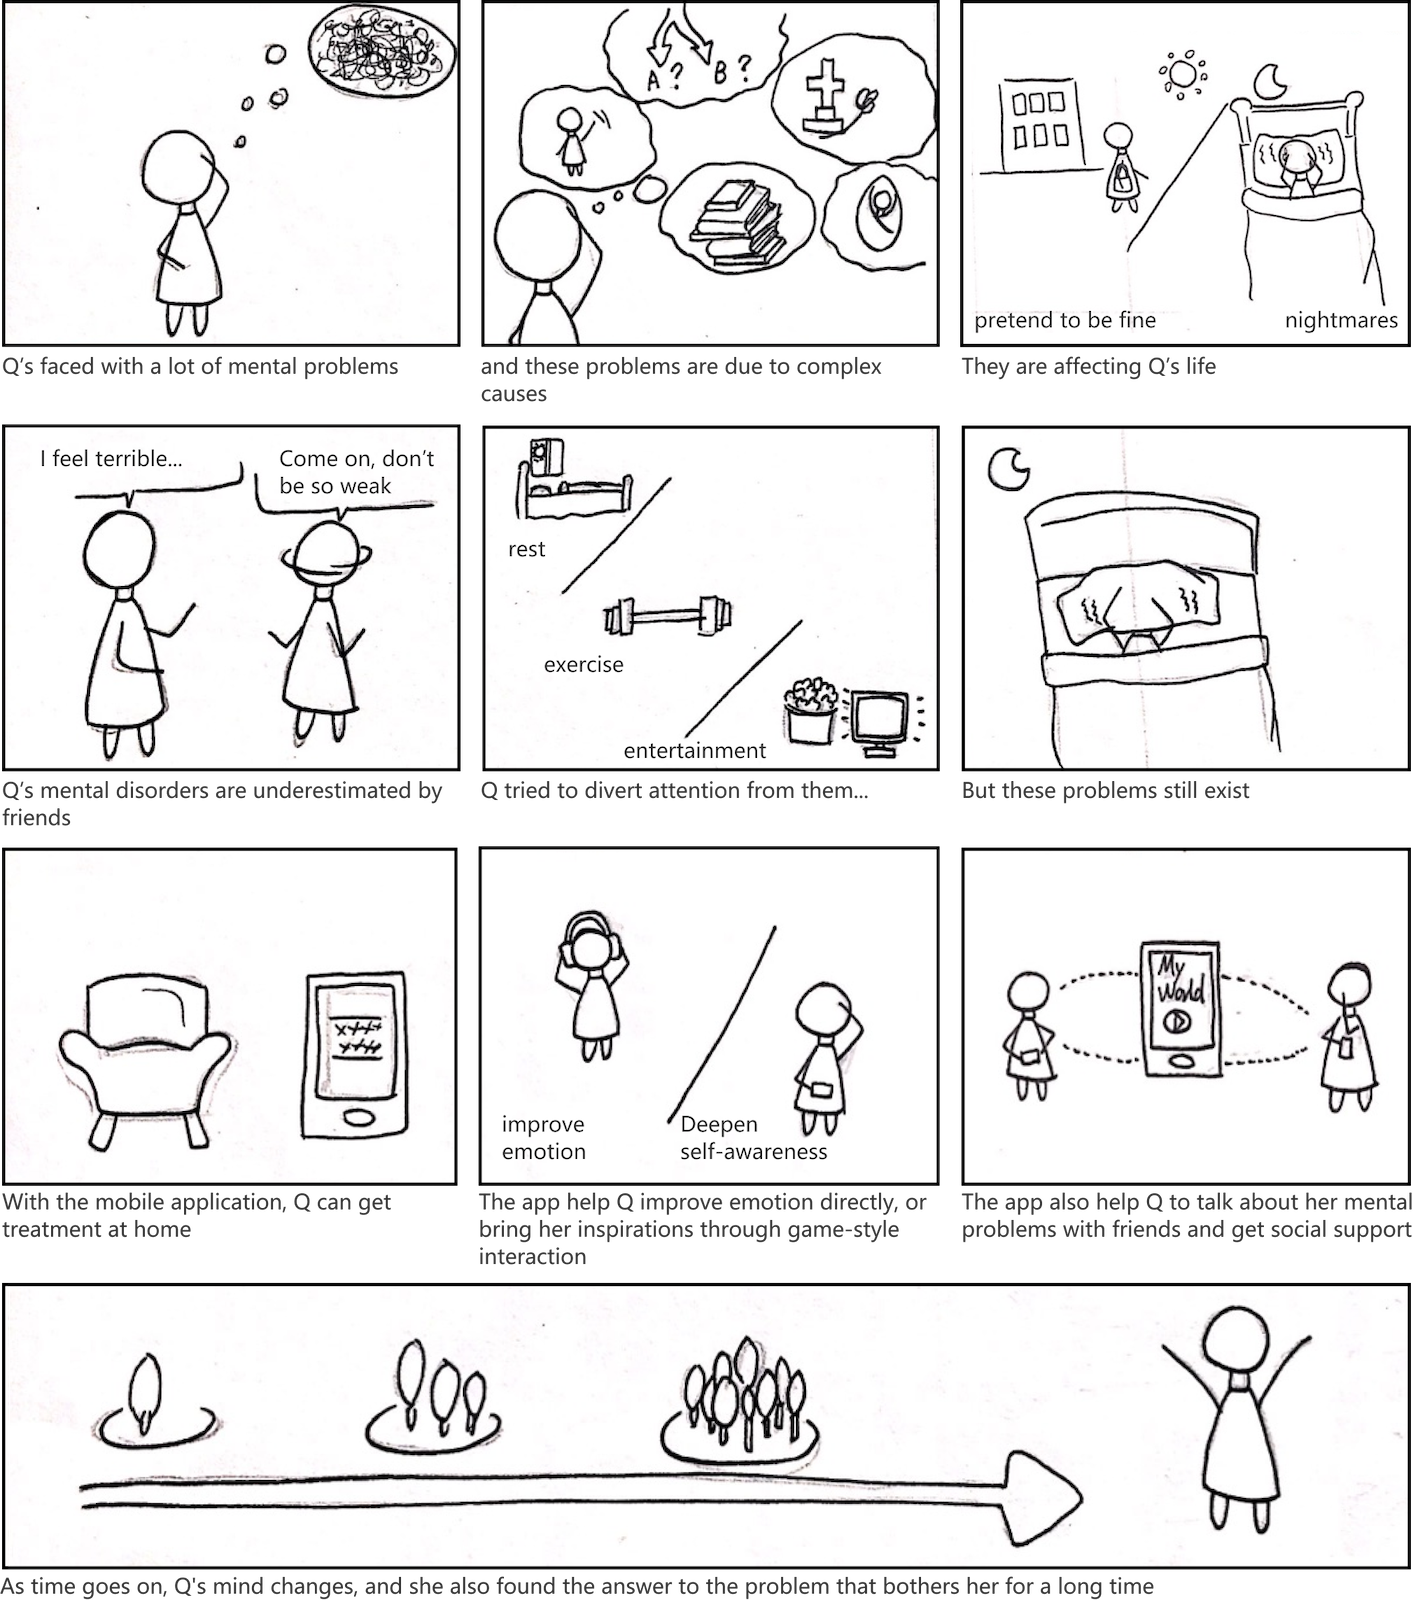 A? B?
Q's faced with a lot of mental problems
and these problems are due to complex
causes
pretend to be fine
nightmares
They are affecting Q's life
I feel terrible...
Come on, don't
be so weak
Q's mental disorders are underestimated by
friends
rest
exercise
entertainment
Q tried to divert attention from them...
But these problems still exist
With the mobile application, Q can get
treatment at home
improve
emotion
Deepen
self-awareness
The app help Q improve emotion directly, or
bring her inspirations through game-style
interaction
My
World
The app also help Q to talk about her mental
problems with friends and get social support
As time goes on, Q's mind changes, and she also found the answer to the problem that bothers her for a long time